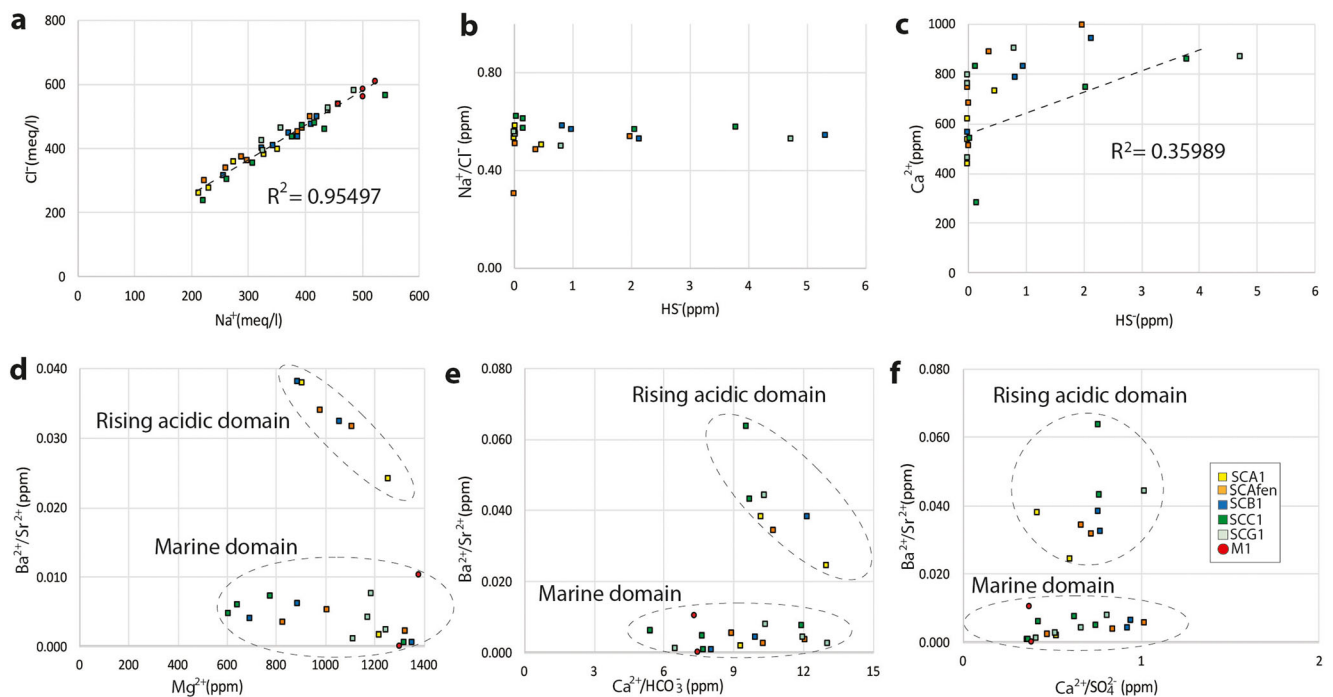 a
800
600
400
200
0
Cl⁻(meq/l)
R² = 0.95497
0 100 200 300 400 500 600
Na⁺(meq/l)
b
0.80
0.40
0.00
Na⁺/Cl⁻ (ppm)
0 1 2 3 4 5 6
HS⁻(ppm)
c
1000
800
600
400
200
0
Ca²⁺(ppm)
R² = 0.35989
0 1 2 3 4 5 6
HS⁻(ppm)
d
0.040
0.030
0.020
0.010
0.000
Ba²⁺/Sr²⁺(ppm)
Rising acidic domain
Marine domain
0 200 400 600 800 1000 1200 1400
Mg²⁺(ppm)
e
0.080
0.060
0.040
0.020
0.000
Ba²⁺/Sr²⁺(ppm)
Rising acidic domain
Marine domain
0 3 6 9 12 15
Ca²⁺/HCO₃⁻(ppm)
f
0.080
0.060
0.040
0.020
0.000
Ba²⁺/Sr²⁺(ppm)
Rising acidic domain
Marine domain
0 1 2
Ca²⁺/SO₄²⁻(ppm)
SCA1
SCAfen
SCB1
SCC1
SCG1
M1